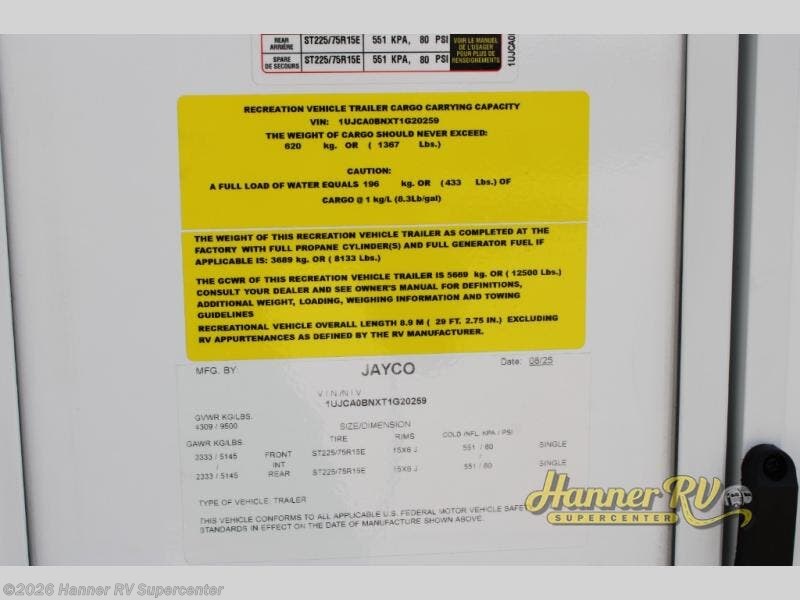 REAR ARRIÈRE ST225/75R15E 551 KPA, 80 PSI
SPARE DE SECOURS ST225/75R15E 551 KPA, 80 PSI
VOIR LE MANUEL
DE L'USAGER
POUR PLUS DE
RENSEIGNEMENTS
RECREATION VEHICLE TRAILER CARGO CARRYING CAPACITY
VIN: 1UJCA0BNXT1G20259
THE WEIGHT OF CARGO SHOULD NEVER EXCEED:
620 kg. OR ( 1367 Lbs.)
CAUTION:
A FULL LOAD OF WATER EQUALS 196 kg. OR (433 Lbs.) OF
CARGO @ 1 kg/L (8.3Lb/gal)
THE WEIGHT OF THIS RECREATION VEHICLE TRAILER AS COMPLETED AT THE
FACTORY WITH FULL PROPANE CYLINDER(S) AND FULL GENERATOR FUEL IF
APPLICABLE IS: 3689 kg. OR ( 8133 Lbs.)
THE GCWR OF THIS RECREATION VEHICLE TRAILER IS 5669 kg. OR ( 12500 Lbs.)
CONSULT YOUR DEALER AND SEE OWNER'S MANUAL FOR DEFINITIONS,
ADDITIONAL WEIGHT, LOADING, WEIGHING INFORMATION AND TOWING
GUIDELINES
RECREATIONAL VEHICLE OVERALL LENGTH 8.9 M ( 29 FT. 2.75 IN.) EXCLUDING
RV APPURTENANCES AS DEFINED BY THE RV MANUFACTURER.
MFG. BY JAYCO Date: 08/25
V I N /N I V
1UJCA0BNXT1G20259
GVWR KG/LBS.
4309 / 9500
SIZE/DIMENSION
GAWR KG/LBS. TIRE RIMS COLD INFL. KPA / PSI
2333 / 5145 FRONT ST225/75R15E 15X6 J 551 / 80 SINGLE
/ INT /
2333 / 5145 REAR ST225/75R15E 15X6 J 551 / 80 SINGLE
TYPE OF VEHICLE: TRAILER
THIS VEHICLE CONFORMS TO ALL APPLICABLE U.S. FEDERAL MOTOR VEHICLE SAFE
STANDARDS IN EFFECT ON THE DATE OF MANUFACTURE SHOWN ABOVE.
Hanner RV
SUPERCENTER
©2026 Hanner RV Supercenter